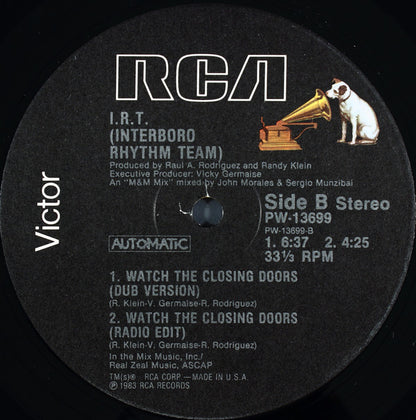 RCA
Victor
I.R.T.
(INTERBORO
RHYTHM TEAM)
Produced by Raul A. Rodriguez and Randy Klein
Executive Producer: Vicky Germaise
An "M&M Mix" mixed by John Morales & Sergio Munzibai
Side B Stereo
PW-13699
PW-13699-B
1. 6:37 2. 4:25
33⅓ RPM
AUTOMATIC
1. WATCH THE CLOSING DOORS
(DUB VERSION)
(R. Klein-V. Germaise-R. Rodriguez)
2. WATCH THE CLOSING DOORS
(RADIO EDIT)
(R. Klein-V. Germaise-R. Rodriguez)
In the Mix Music, Inc./
Real Zeal Music, ASCAP
TM(s)® RCA CORP—MADE IN U.S.A.
℗ 1983 RCA RECORDS